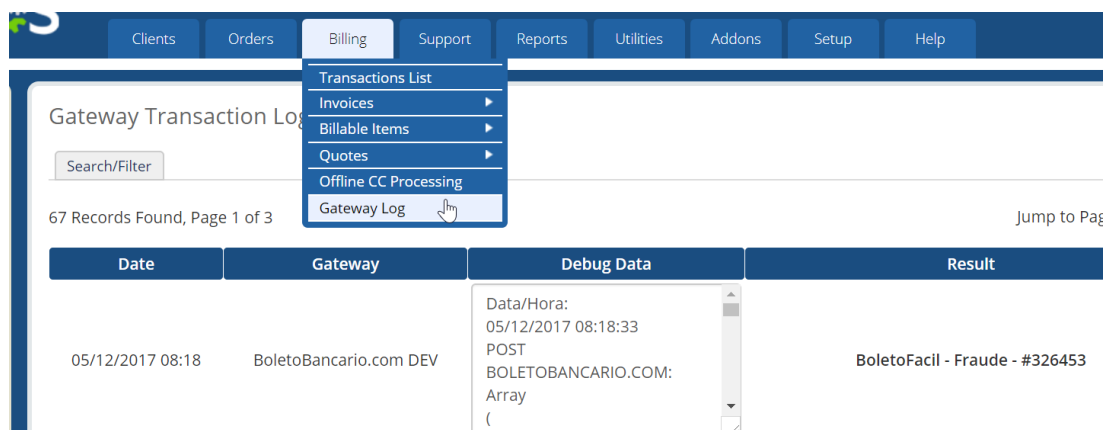 Clients Orders Billing Support Reports Utilities Addons Setup Help
Transactions List
Invoices
Billable Items
Quotes
Offline CC Processing
Gateway Log
Gateway Transaction Log
Search/Filter
67 Records Found, Page 1 of 3
Jump to Pag
Date Gateway Debug Data Result
05/12/2017 08:18
BoletoBancario.com DEV
Data/Hora:
05/12/2017 08:18:33
POST
BOLETOBANCARIO.COM:
Array
(
BoletoFacil - Fraude - #326453